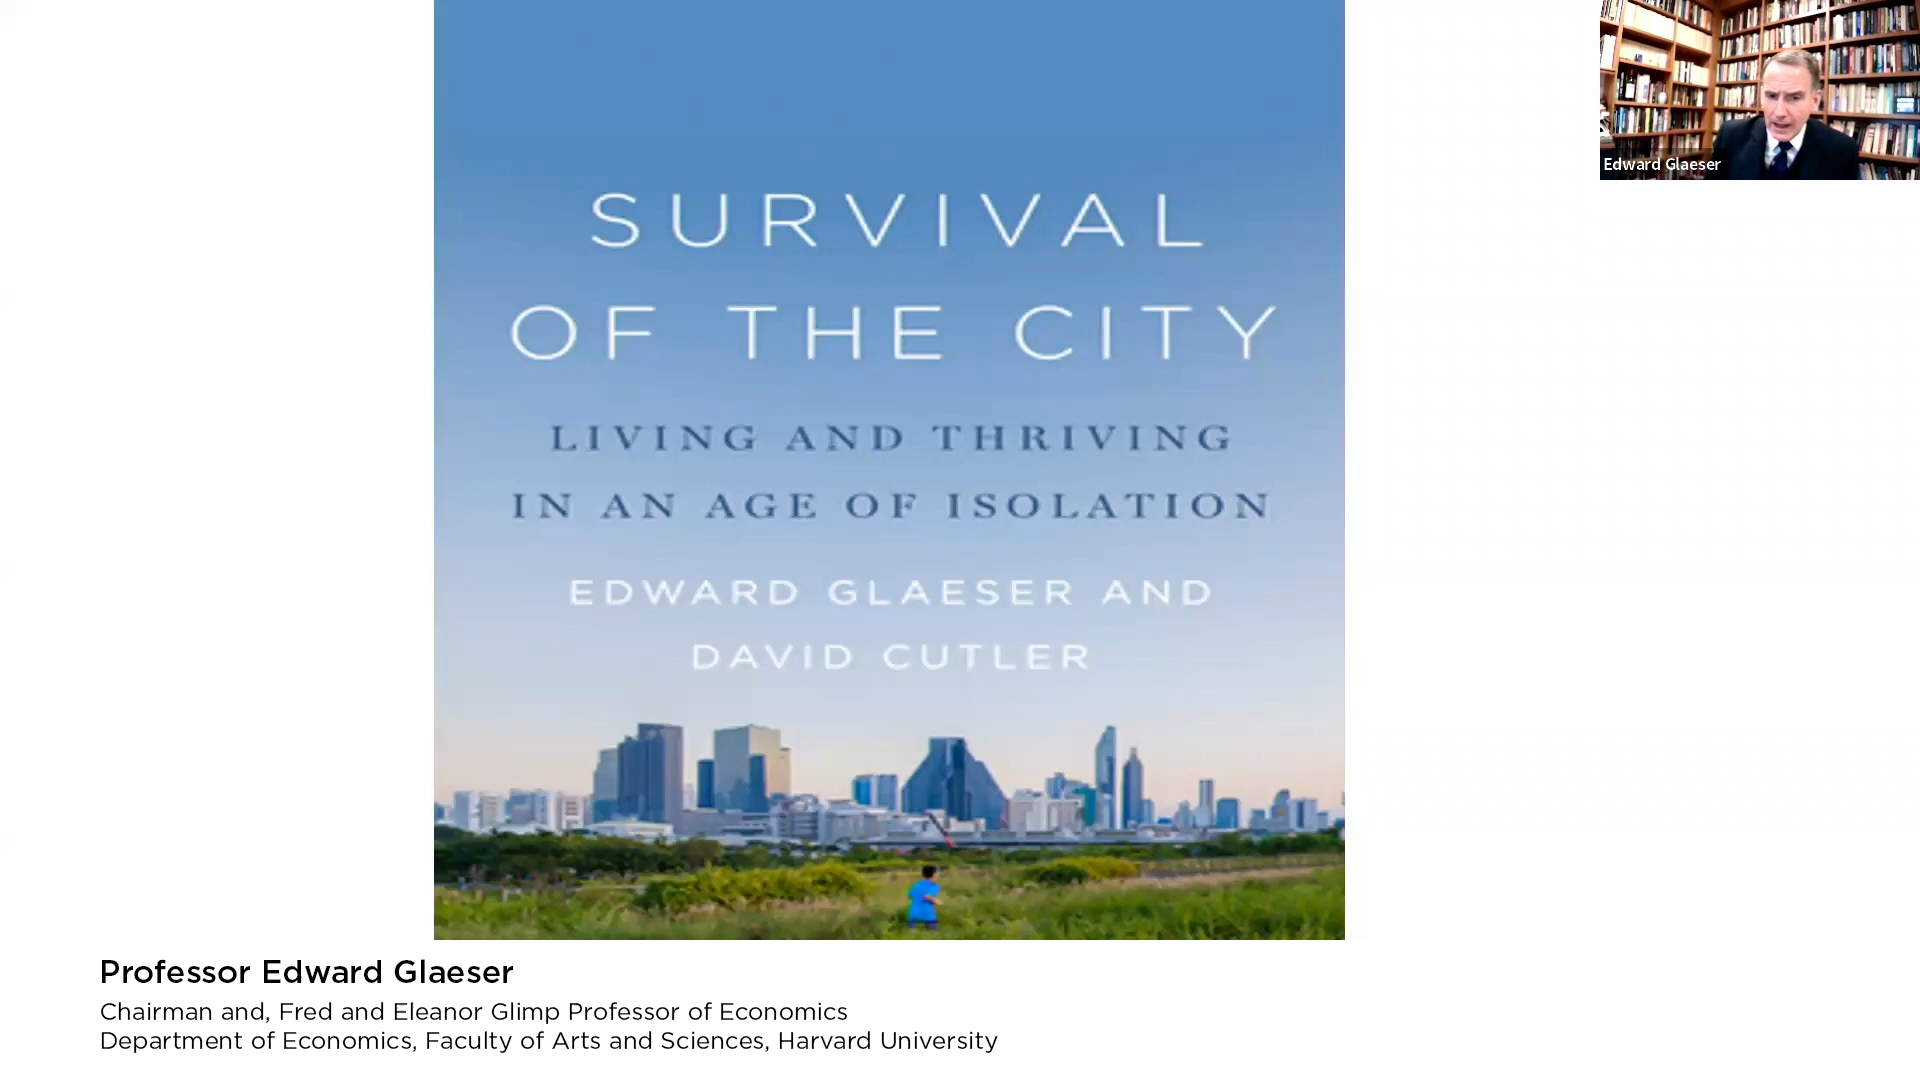 SURVIVAL
OF THE CITY
LIVING AND THRIVING
IN AN AGE OF ISOLATION
EDWARD GLAESER AND
DAVID CUTLER
Edward Glaeser
Professor Edward Glaeser
Chairman and, Fred and Eleanor Glimp Professor of Economics
Department of Economics, Faculty of Arts and Sciences, Harvard University